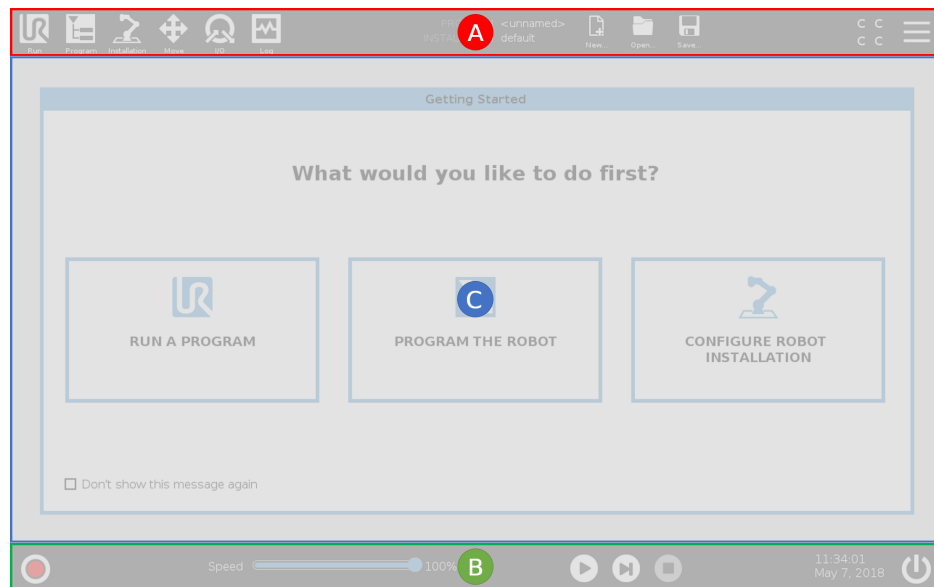 UR
<unnamed>
default
A
C C
C C
Run
Program
Installation
Move
I/O
Log
New...
Open...
Save...
Getting Started
What would you like to do first?
UR
C
RUN A PROGRAM
PROGRAM THE ROBOT
CONFIGURE ROBOT
INSTALLATION
Don't show this message again
Speed
100%
B
11:34:01
May 7, 2018